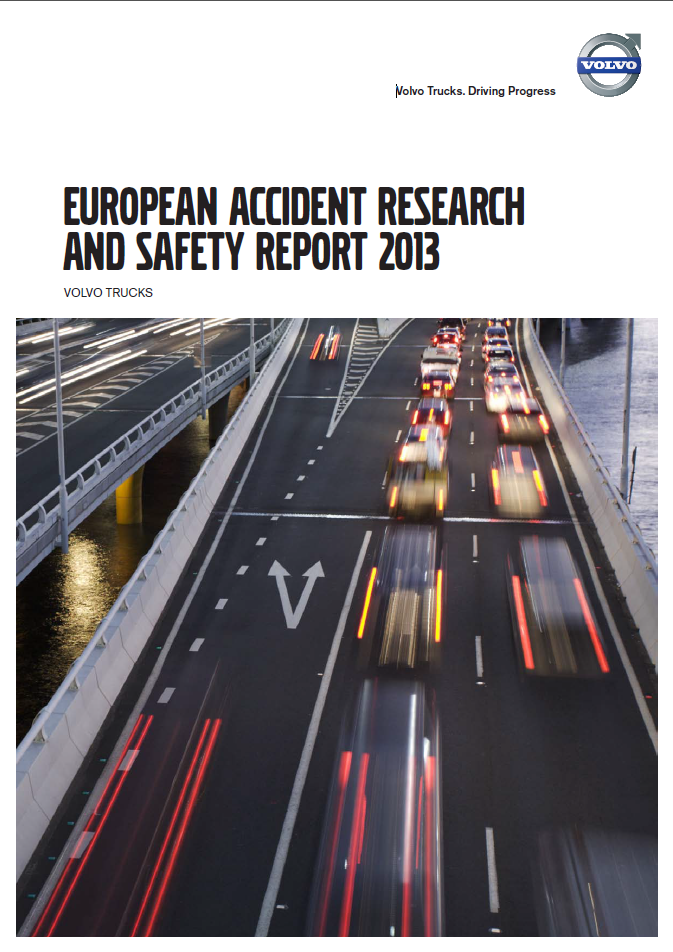 Volvo Trucks. Driving Progress
VOLVO
EUROPEAN ACCIDENT RESEARCH
AND SAFETY REPORT 2013
VOLVO TRUCKS